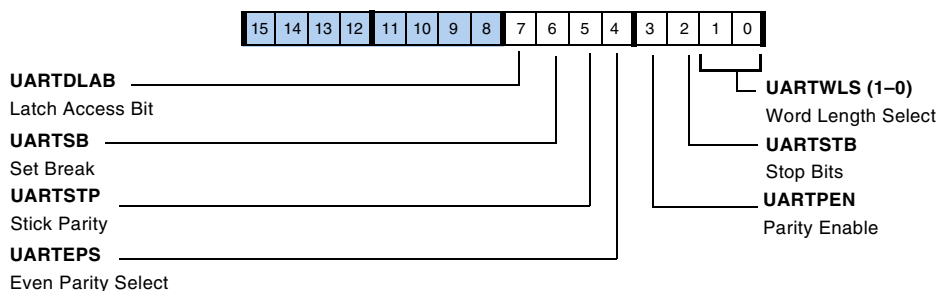 15 14 13 12 11 10 9 8 7 6 5 4 3 2 1 0
UARTDLAB
Latch Access Bit
UARTSB
Set Break
UARTSTP
Stick Parity
UARTEPS
Even Parity Select
UARTWLS (1–0)
Word Length Select
UARTSTB
Stop Bits
UARTPEN
Parity Enable